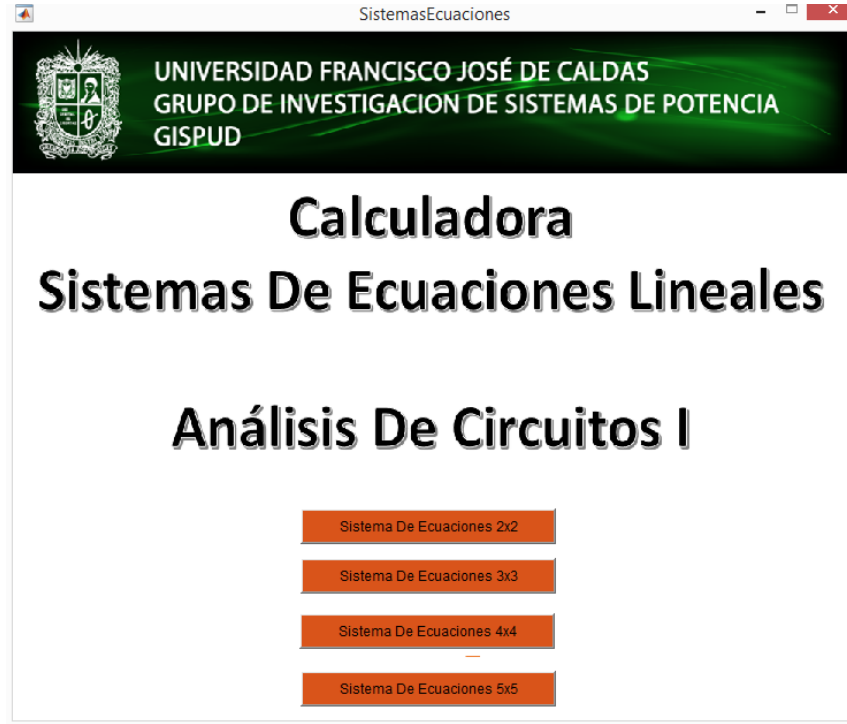 SistemasEcuaciones
UNIVERSIDAD FRANCISCO JOSÉ DE CALDAS
GRUPO DE INVESTIGACION DE SISTEMAS DE POTENCIA
GISPUD
Calculadora
Sistemas De Ecuaciones Lineales
Análisis De Circuitos I
Sistema De Ecuaciones 2x2
Sistema De Ecuaciones 3x3
Sistema De Ecuaciones 4x4
Sistema De Ecuaciones 5x5